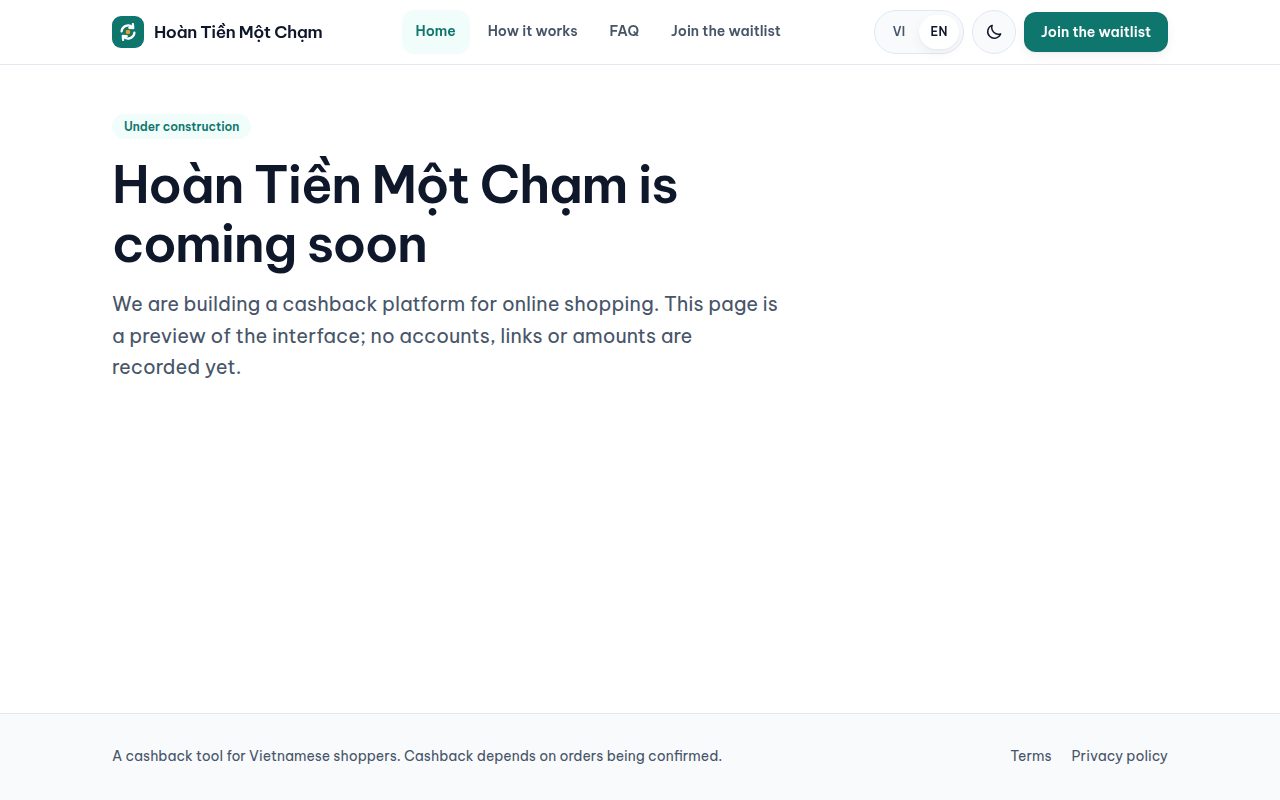 Hoàn Tiền Một Chạm
Home
How it works
FAQ
Join the waitlist
VI
EN
Join the waitlist
Under construction
Hoàn Tiền Một Chạm is
coming soon
We are building a cashback platform for online shopping. This page is
a preview of the interface; no accounts, links or amounts are
recorded yet.
A cashback tool for Vietnamese shoppers. Cashback depends on orders being confirmed.
Terms
Privacy policy